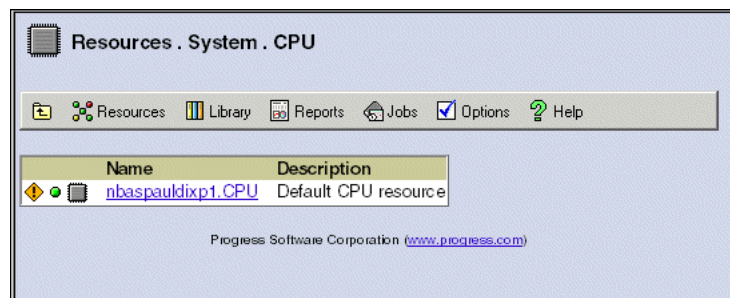 Resources . System . CPU
Resources Library Reports Jobs Options Help
Name Description
nbaspauldixp1.CPU Default CPU resource
Progress Software Corporation (www.progress.com)